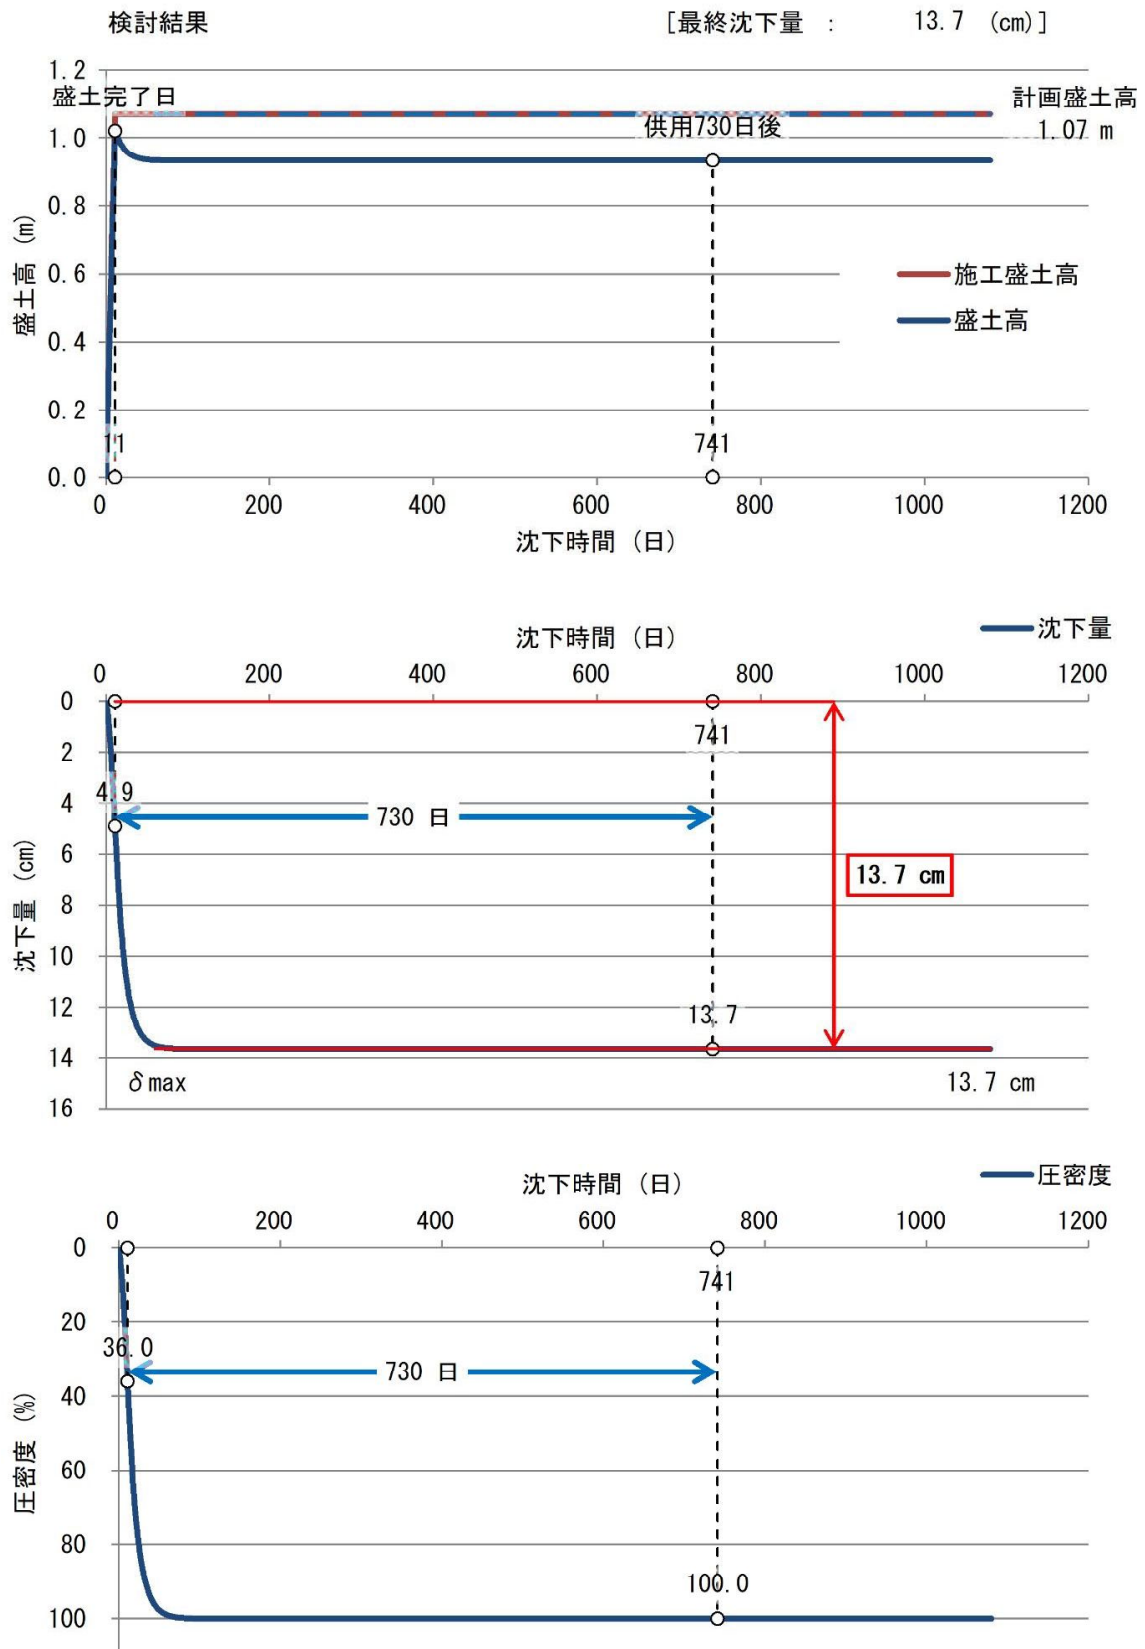 検討結果 [最終沈下量 : 13.7 (cm)]
1.2
盛土完了日 計画盛土高
供用730日後 1.07 m
1.0
0.8
0.6 施工盛土高
0.4 盛土高
0.2
11 741
0.0
盛土高 (m)
0 200 400 600 800 1000 1200
沈下時間 (日)
沈下時間 (日) 沈下量
0 200 400 600 800 1000 1200
0
741
2
4.9
4 730 日
6
13.7 cm
8
10
12
13.7
14
δmax 13.7 cm
16
沈下量 (cm)
圧密度
沈下時間 (日)
0 200 400 600 800 1000 1200
0
741
20
36.0
730 日
40
60
80
100.0
100
圧密度 (%)